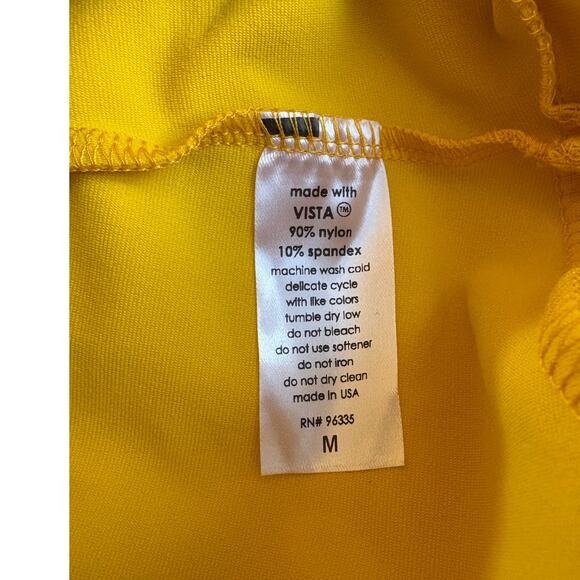 made with
VISTA™
90% nylon
10% spandex
machine wash cold
delicate cycle
with like colors
tumble dry low
do not bleach
do not use softener
do not iron
do not dry clean
made in USA
RN# 96335
M